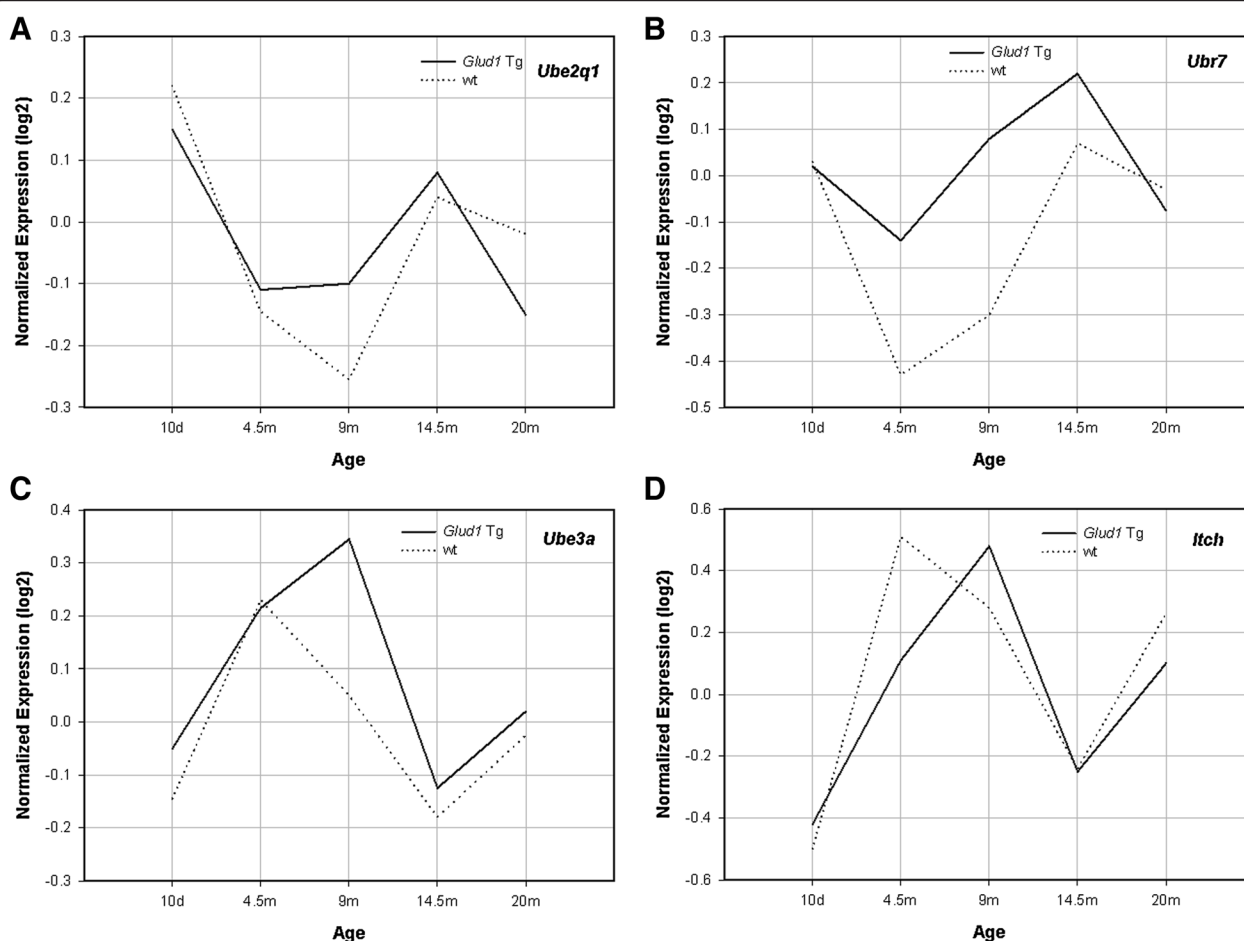 A
Normalized Expression (log2)
0.3
0.2
0.1
0.0
-0.1
-0.2
-0.3
Glud1 Tg
wt
Ube2q1
10d 4.5m 9m 14.5m 20m
Age
B
Normalized Expression (log2)
0.3
0.2
0.1
0.0
-0.1
-0.2
-0.3
-0.4
-0.5
Glud1 Tg
wt
Ubr7
10d 4.5m 9m 14.5m 20m
Age
C
Normalized Expression (log2)
0.4
0.3
0.2
0.1
0.0
-0.1
-0.2
-0.3
Glud1 Tg
wt
Ube3a
10d 4.5m 9m 14.5m 20m
Age
D
Normalized Expression (log2)
0.6
0.4
0.2
0.0
-0.2
-0.4
-0.6
Glud1 Tg
wt
Itch
10d 4.5m 9m 14.5m 20m
Age